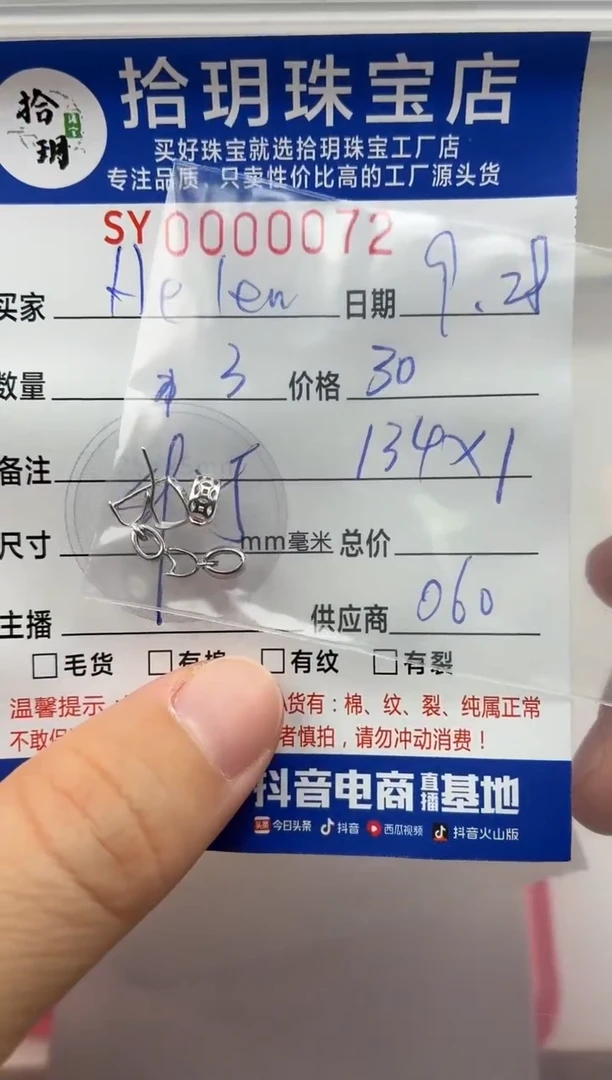 拾玥
拾玥珠宝店
买好珠宝就选拾玥珠宝工厂店
专注品质,只卖性价比高的工厂源头货
SY 0000072
买家 Helen 日期 9.28
数量 3 价格 30
备注 134×1
尺寸 mm毫米 总价
主播 供应商 060
□毛货 □有棉 □有纹 □有裂
温馨提示: 货有:棉、纹、裂、纯属正常
不敢 者慎拍,请勿冲动消费!
抖音电商直播基地
头条 今日头条 抖音 西瓜视频 抖音火山版